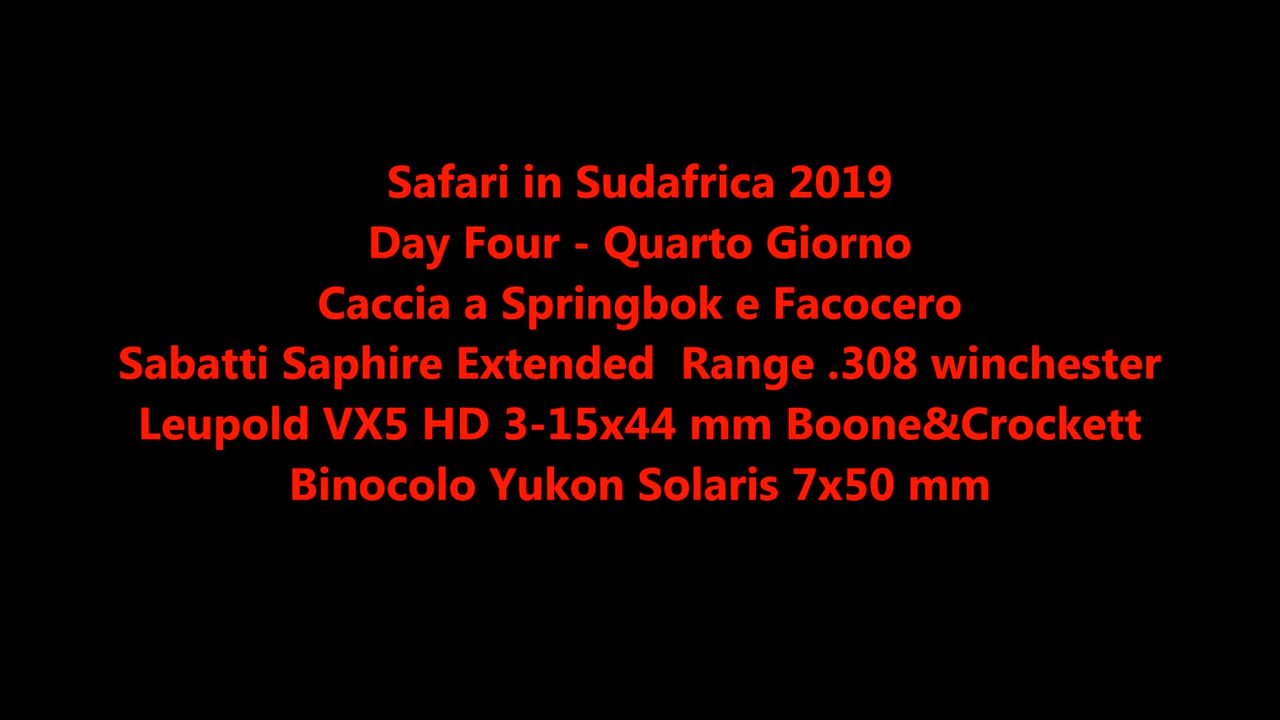 Safari in Sudafrica 2019
Day Four - Quarto Giorno
Caccia a Springbok e Facocero
Sabatti Saphire Extended  Range .308 winchester
Leupold VX5 HD 3-15x44 mm Boone&Crockett
Binocolo Yukon Solaris 7x50 mm